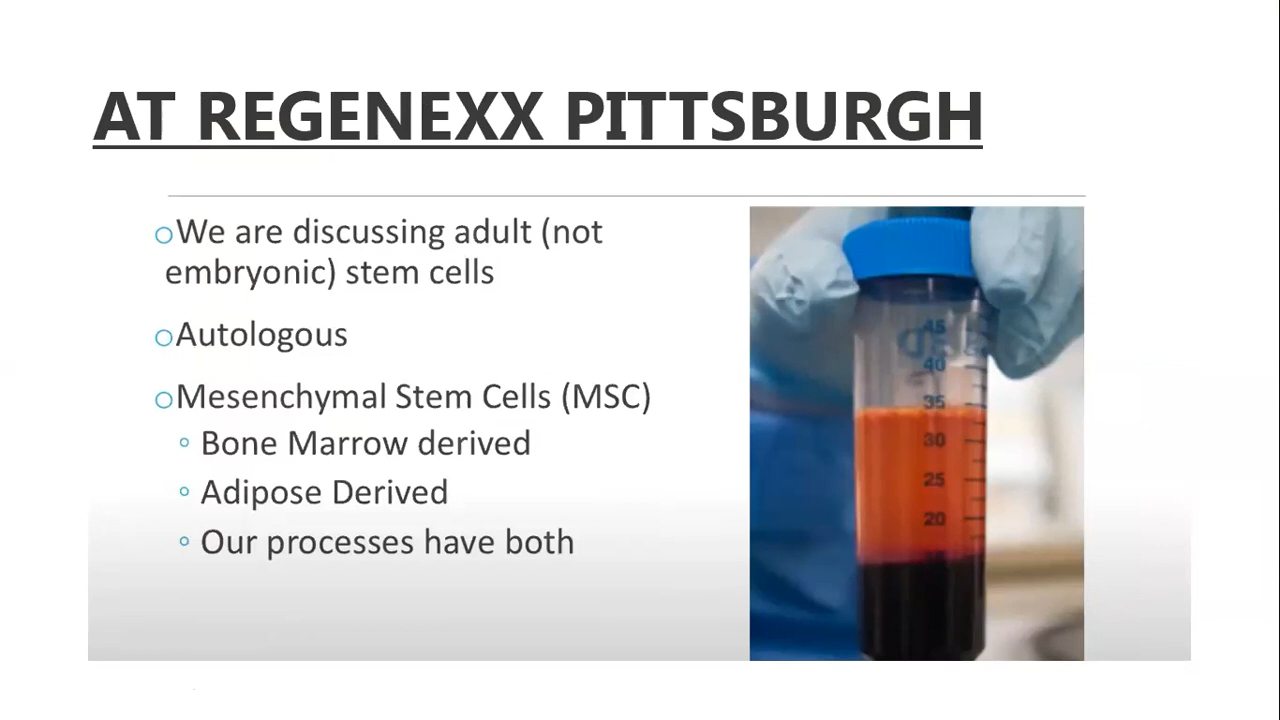 AT REGENEXX PITTSBURGH
We are discussing adult (not
embryonic) stem cells
Autologous
Mesenchymal Stem Cells (MSC)
Bone Marrow derived
Adipose Derived
Our processes have both
45
40
35
30
25
20